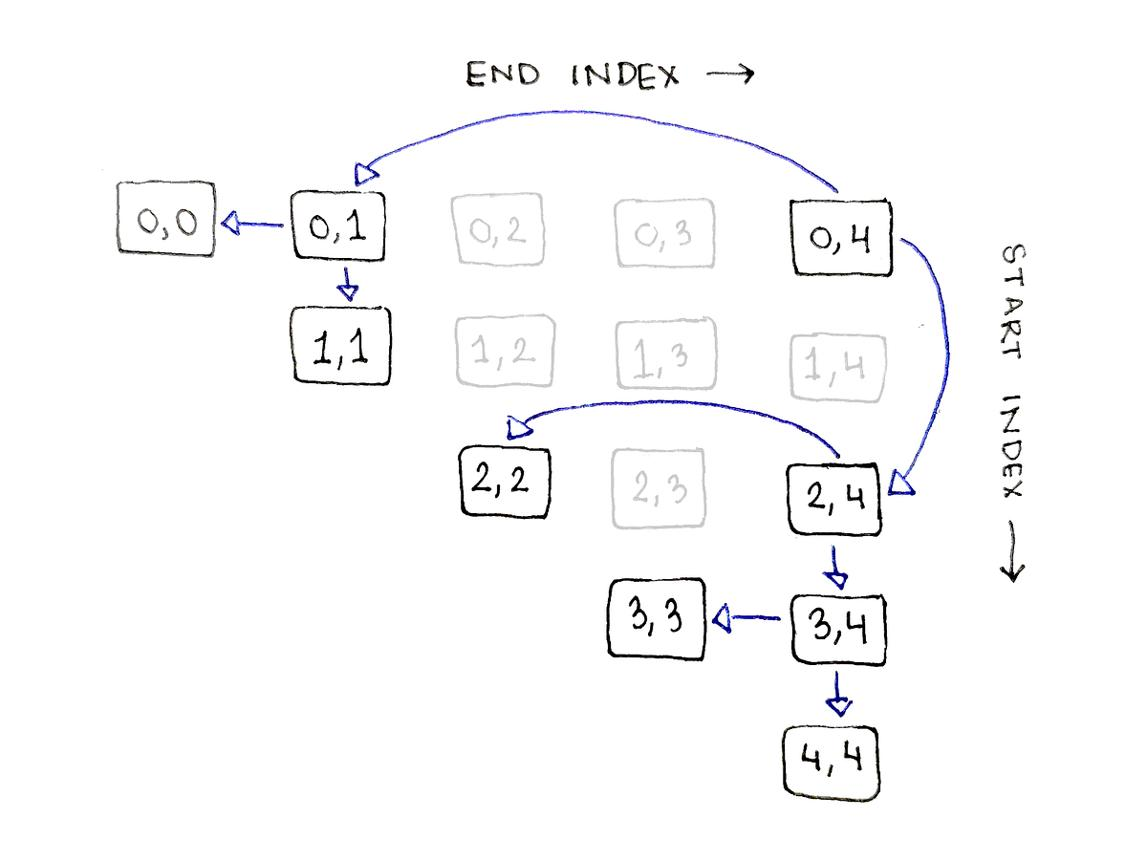 END INDEX →
0,0 0,1 0,2 0,3 0,4
1,1 1,2 1,3 1,4
2,2 2,3 2,4
3,3 3,4
4,4
START INDEX →